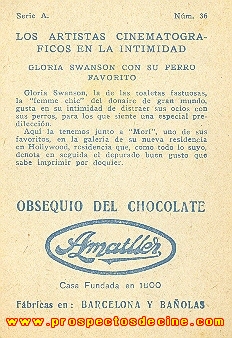 Serie A. Núm. 36
LOS ARTISTAS CINEMATOGRA-
FICOS EN LA INTIMIDAD
GLORIA SWANSON CON SU PERRO
FAVORITO
Gloria Swanson, la de las toaletas fastuosas,
la "femme chic" del donaire de gran mundo,
gusta en su intimidad de distraer sus ocios con
sus perros, para los que siente una especial pre-
dilección.
Aquí la tenemos junto a "Morf", uno de sus
favoritos, en la galería de su nueva residencia
en Hollywood, residencia que, como todo lo suyo,
denota en seguida el depurado buen gusto que
sabe imprimir por doquier.
OBSEQUIO DEL CHOCOLATE
Amatller
Casa Fundada en 1800
Fábricas en: BARCELONA Y BAÑOLAS
www.prospectosdecine.com